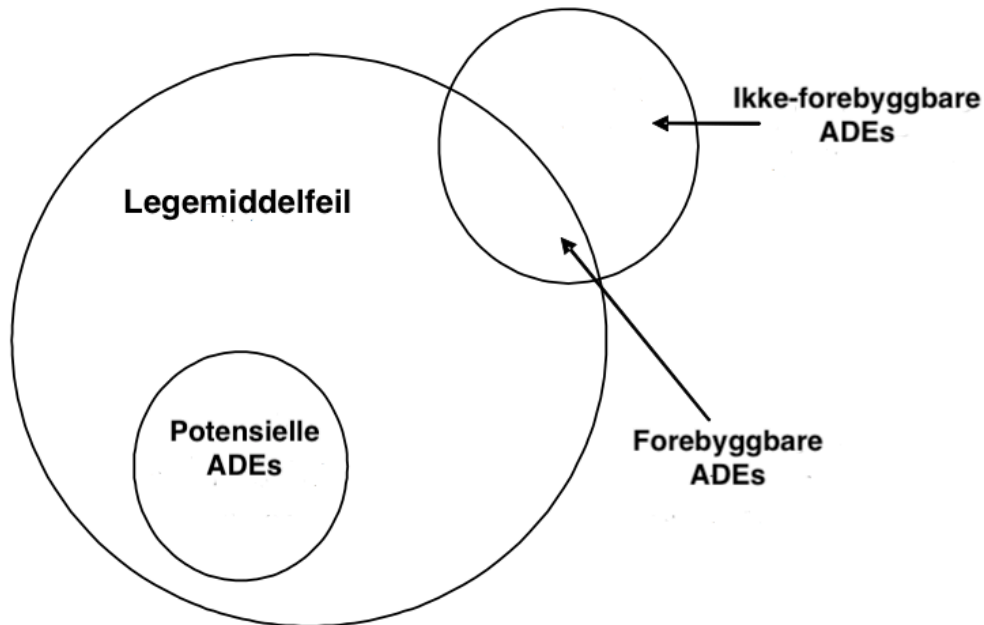 Ikke-forebyggbare
ADEs
Legemiddelfeil
Potensielle
ADEs
Forebyggbare
ADEs